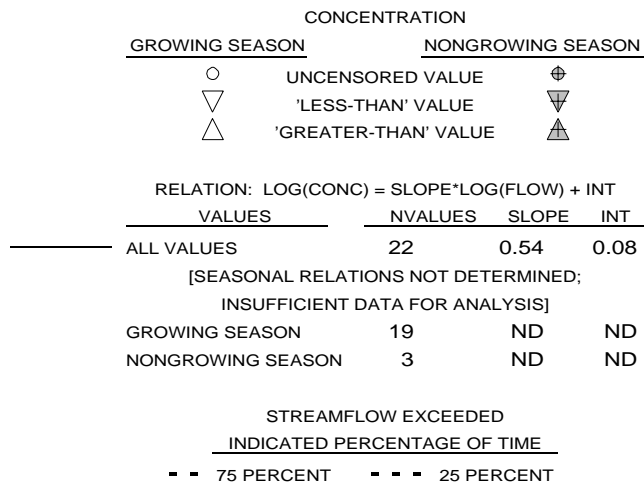 CONCENTRATION
GROWING SEASON NONGROWING SEASON
UNCENSORED VALUE
'LESS-THAN' VALUE
'GREATER-THAN' VALUE
RELATION: LOG(CONC) = SLOPE*LOG(FLOW) + INT
VALUES NVALUES SLOPE INT
ALL VALUES 22 0.54 0.08
[SEASONAL RELATIONS NOT DETERMINED;
INSUFFICIENT DATA FOR ANALYSIS]
GROWING SEASON 19 ND ND
NONGROWING SEASON 3 ND ND
STREAMFLOW EXCEEDED
INDICATED PERCENTAGE OF TIME
75 PERCENT 25 PERCENT